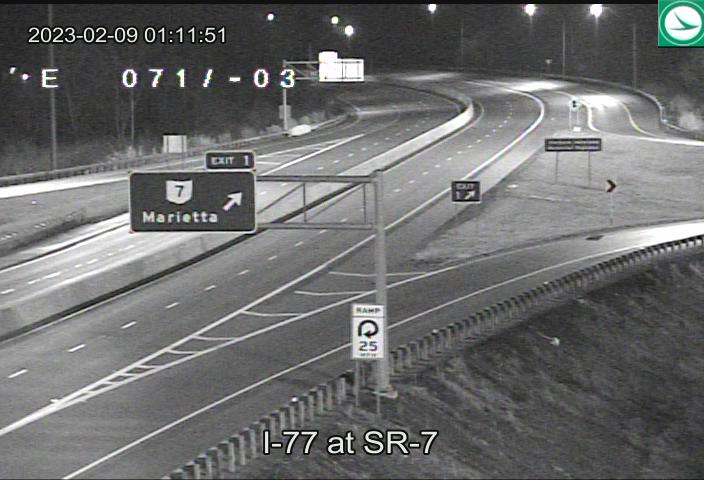 2023-02-09 01:11:51
E 071/-03
EXIT 1
7
Marietta
EXIT
1
RAMP
25
MPH
I-77 at SR-7